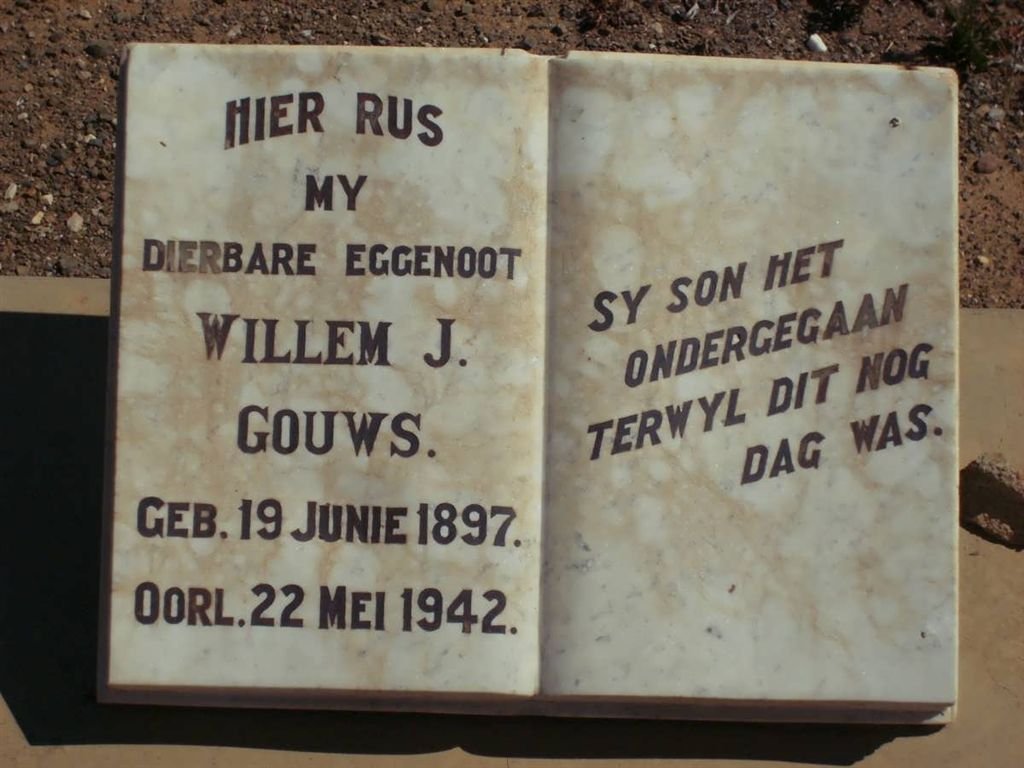 HIER RUS
MY
DIERBARE EGGENOOT
WILLEM J.
GOUWS.
GEB. 19 JUNIE 1897.
OORL. 22 MEI 1942.
SY SON HET
ONDERGEGAAN
TERWYL DIT NOG
DAG WAS.